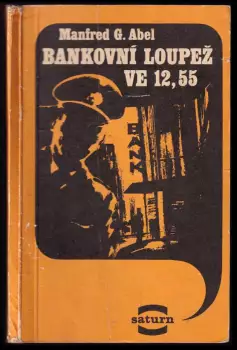 Manfred G. Abel
BANKOVNÍ LOUPEŽ
VE 12,55
BANK
saturn